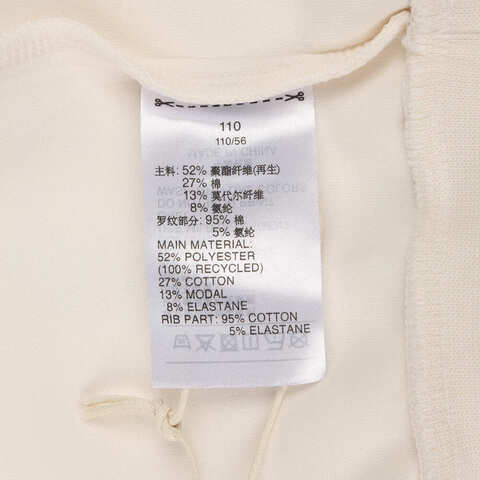 110
110/56
主料: 52% 聚酯纤维(再生)
27% 棉
13% 莫代尔纤维
8% 氨纶
罗纹部分: 95% 棉
5% 氨纶
MAIN MATERIAL:
52% POLYESTER
(100% RECYCLED)
27% COTTON
13% MODAL
8% ELASTANE
RIB PART: 95% COTTON
5% ELASTANE